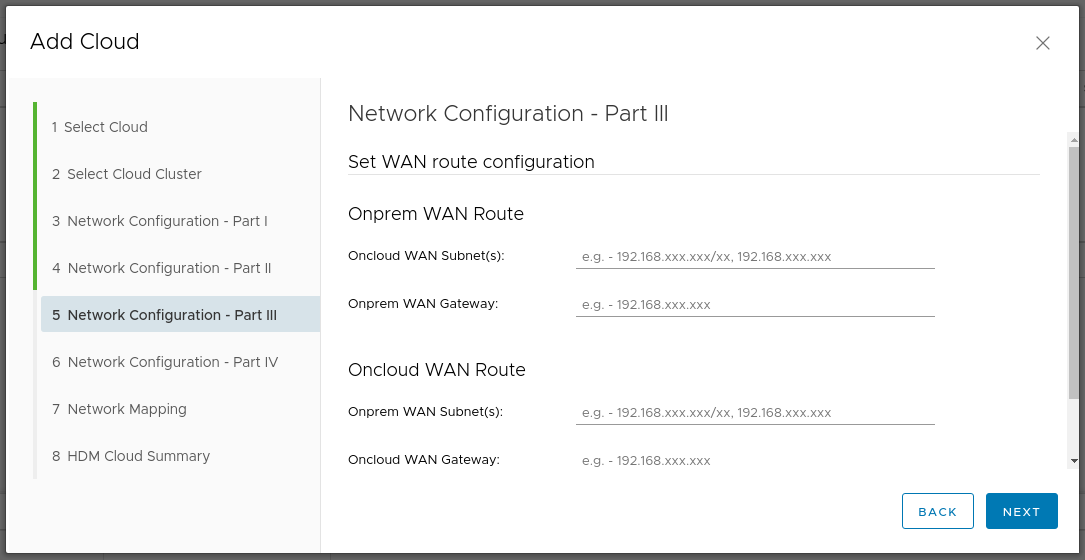 Add Cloud
1 Select Cloud
2 Select Cloud Cluster
3 Network Configuration - Part I
4 Network Configuration - Part II
5 Network Configuration - Part III
6 Network Configuration - Part IV
7 Network Mapping
8 HDM Cloud Summary
Network Configuration - Part III
Set WAN route configuration
Onprem WAN Route
Oncloud WAN Subnet(s): e.g. - 192.168.xxx.xxx/xx, 192.168.xxx.xxx
Onprem WAN Gateway: e.g. - 192.168.xxx.xxx
Oncloud WAN Route
Onprem WAN Subnet(s): e.g. - 192.168.xxx.xxx/xx, 192.168.xxx.xxx
Oncloud WAN Gateway: e.g. - 192.168.xxx.xxx
BACK NEXT